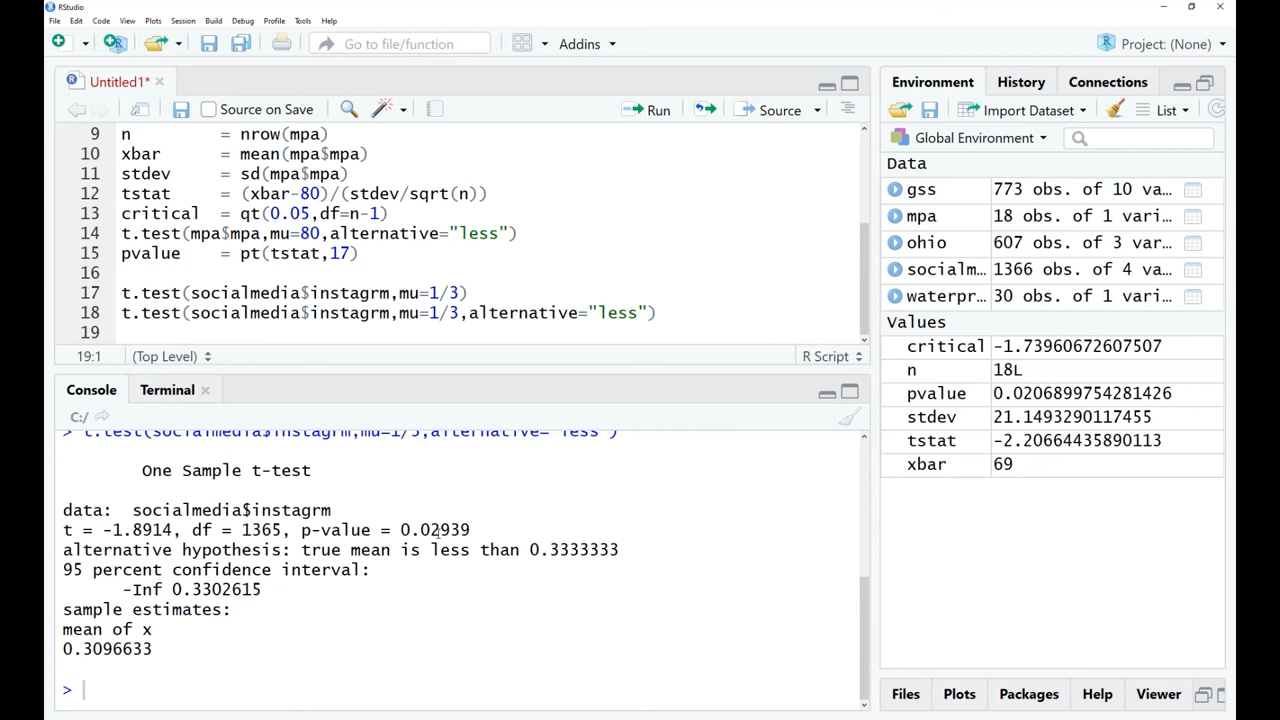 RStudio
File Edit Code View Plots Session Build Debug Profile Tools Help
Go to file/function Addins Project: (None)
Untitled1*
Source on Save Run Source
9 n = nrow(mpa)
10 xbar = mean(mpa$mpa)
11 stdev = sd(mpa$mpa)
12 tstat = (xbar-80)/(stdev/sqrt(n))
13 critical = qt(0.05,df=n-1)
14 t.test(mpa$mpa,mu=80,alternative="less")
15 pvalue = pt(tstat,17)
16
17 t.test(socialmedia$instagrm,mu=1/3)
18 t.test(socialmedia$instagrm,mu=1/3,alternative="less")
19
19:1 (Top Level) R Script
Console Terminal
C:/
> t.test(socialmedia$instagrm,mu=1/3,alternative="less")
One Sample t-test
data: socialmedia$instagrm
t = -1.8914, df = 1365, p-value = 0.02939
alternative hypothesis: true mean is less than 0.3333333
95 percent confidence interval:
-Inf 0.3302615
sample estimates:
mean of x
0.3096633
>
Environment History Connections
Import Dataset List
Global Environment
Data
gss 773 obs. of 10 va…
mpa 18 obs. of 1 vari…
ohio 607 obs. of 3 var…
socialm… 1366 obs. of 4 va…
waterpr… 30 obs. of 1 vari…
Values
critical -1.73960672607507
n 18L
pvalue 0.0206899754281426
stdev 21.1493290117455
tstat -2.20664435890113
xbar 69
Files Plots Packages Help Viewer